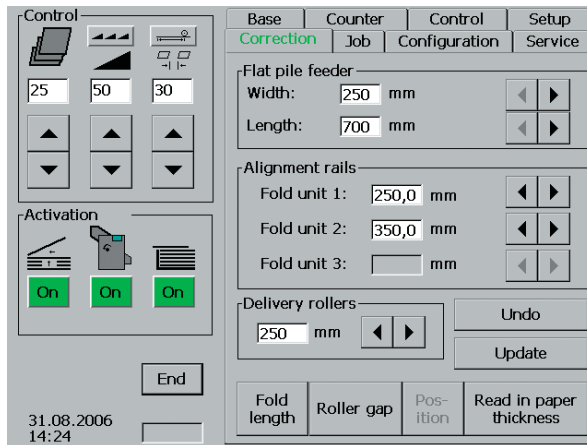 Control
25 50 30
Activation
On On On
End
31.08.2006
14:24
Base Counter Control Setup
Correction Job Configuration Service
Flat pile feeder
Width: 250 mm
Length: 700 mm
Alignment rails
Fold unit 1: 250,0 mm
Fold unit 2: 350,0 mm
Fold unit 3: mm
Delivery rollers
250 mm
Undo
Update
Fold
length
Roller gap
Pos-
ition
Read in paper
thickness